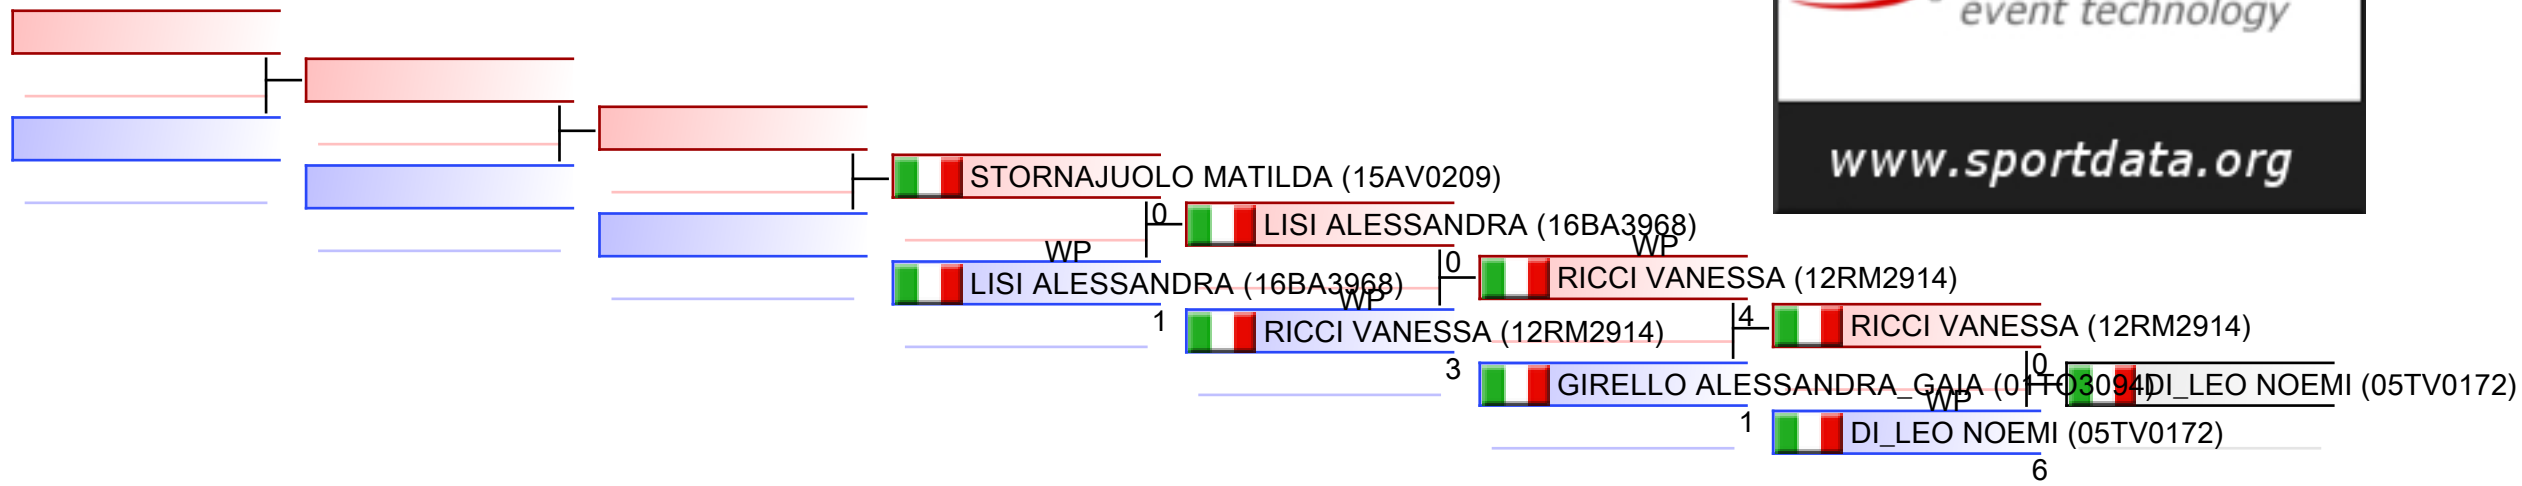 event technology
www.sportdata.org
STORNAJUOLO MATILDA (15AV0209)
0
LISI ALESSANDRA (16BA3968)
WP
WP
LISI ALESSANDRA (16BA3968)
0
RICCI VANESSA (12RM2914)
WP
1
RICCI VANESSA (12RM2914)
4
RICCI VANESSA (12RM2914)
3
GIRELLO ALESSANDRA_GAIA (01TO3094)
0
DI_LEO NOEMI (05TV0172)
WP
1
DI_LEO NOEMI (05TV0172)
6